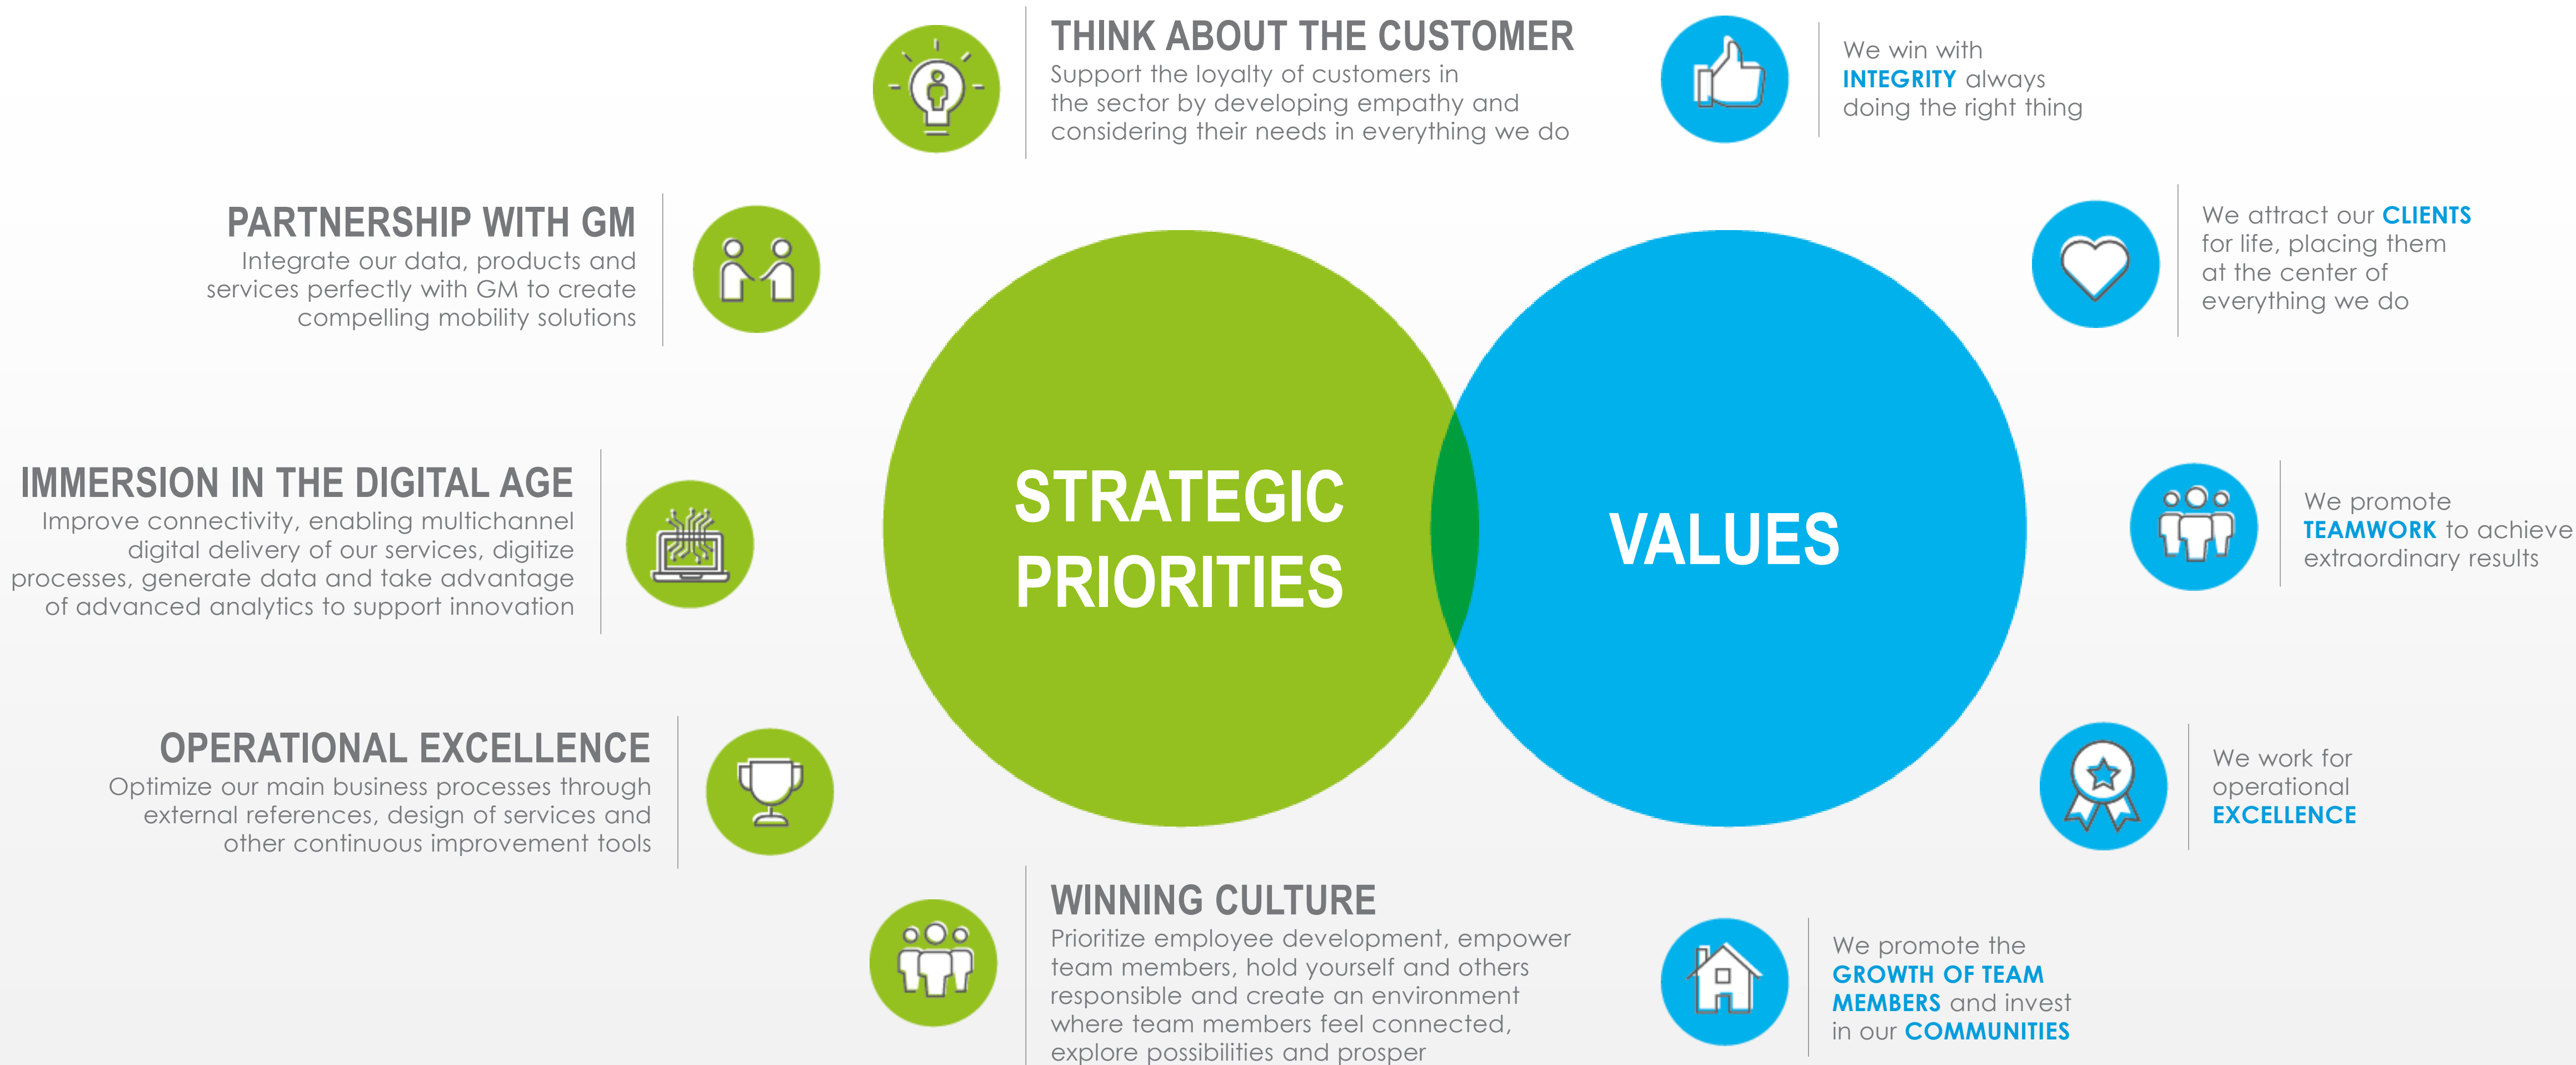 THINK ABOUT THE CUSTOMER
Support the loyalty of customers in
the sector by developing empathy and
considering their needs in everything we do
PARTNERSHIP WITH GM
Integrate our data, products and
services perfectly with GM to create
compelling mobility solutions
IMMERSION IN THE DIGITAL AGE
Improve connectivity, enabling multichannel
digital delivery of our services, digitize
processes, generate data and take advantage
of advanced analytics to support innovation
OPERATIONAL EXCELLENCE
Optimize our main business processes through
external references, design of services and
other continuous improvement tools
WINNING CULTURE
Prioritize employee development, empower
team members, hold yourself and others
responsible and create an environment
where team members feel connected,
explore possibilities and prosper
STRATEGIC
PRIORITIES
VALUES
We win with
INTEGRITY always
doing the right thing
We attract our CLIENTS
for life, placing them
at the center of
everything we do
We promote
TEAMWORK to achieve
extraordinary results
We work for
operational
EXCELLENCE
We promote the
GROWTH OF TEAM
MEMBERS and invest
in our COMMUNITIES